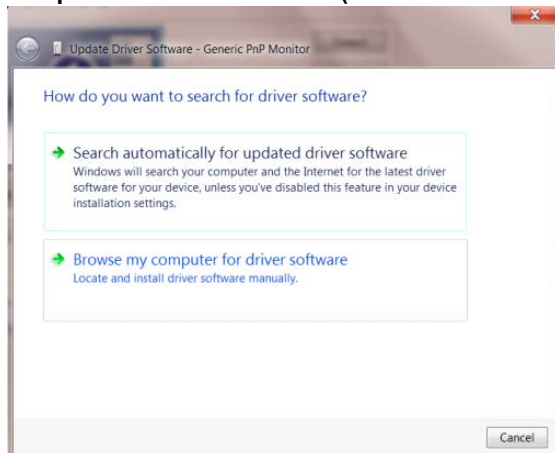 Update Driver Software - Generic PnP Monitor
How do you want to search for driver software?
Search automatically for updated driver software
Windows will search your computer and the Internet for the latest driver
software for your device, unless you've disabled this feature in your device
installation settings.
Browse my computer for driver software
Locate and install driver software manually.
Cancel